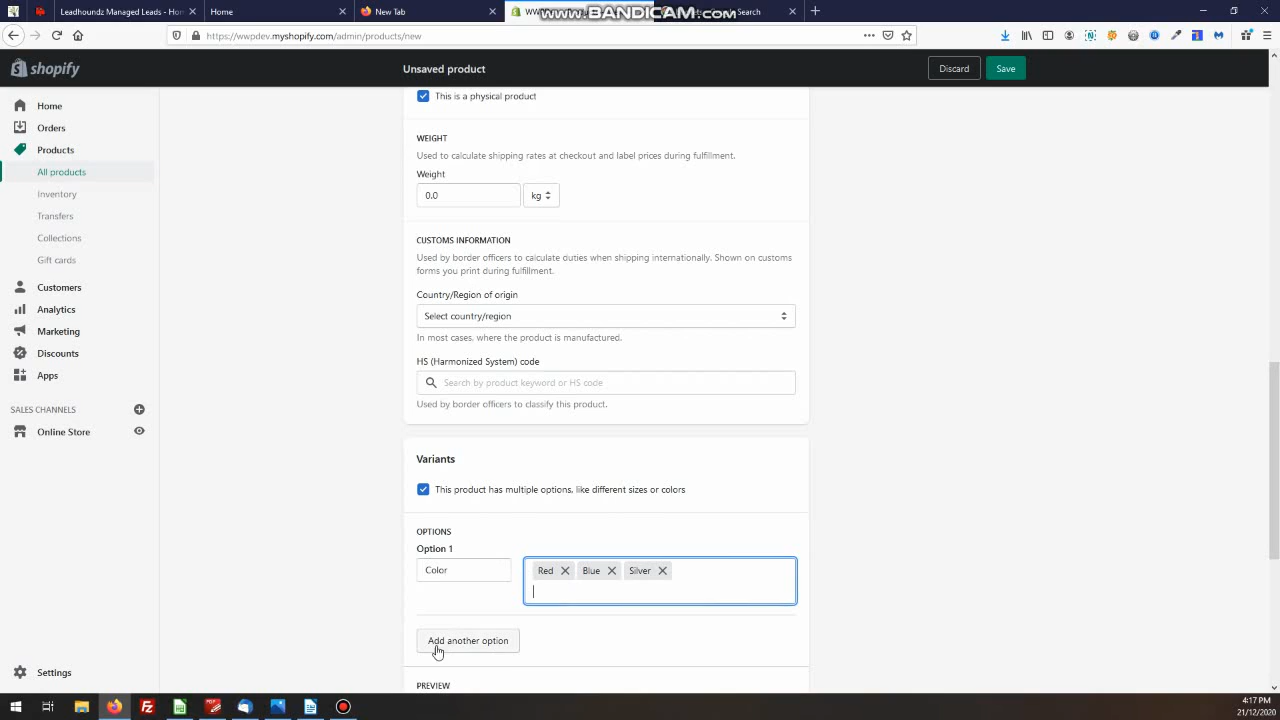 Leadhoundz Managed Leads - Hom
Home
New Tab
WW
www.BANDICAM.com
Search
https://wwpdev.myshopify.com/admin/products/new
shopify
Unsaved product
Discard
Save
Home
Orders
Products
All products
Inventory
Transfers
Collections
Gift cards
Customers
Analytics
Marketing
Discounts
Apps
SALES CHANNELS
Online Store
Settings
This is a physical product
WEIGHT
Used to calculate shipping rates at checkout and label prices during fulfillment.
Weight
0.0
kg
CUSTOMS INFORMATION
Used by border officers to calculate duties when shipping internationally. Shown on customs
forms you print during fulfillment.
Country/Region of origin
Select country/region
In most cases, where the product is manufactured.
HS (Harmonized System) code
Search by product keyword or HS code
Used by border officers to classify this product.
Variants
This product has multiple options, like different sizes or colors
OPTIONS
Option 1
Color
Red
Blue
Silver
Add another option
PREVIEW
4:17 PM
21/12/2020